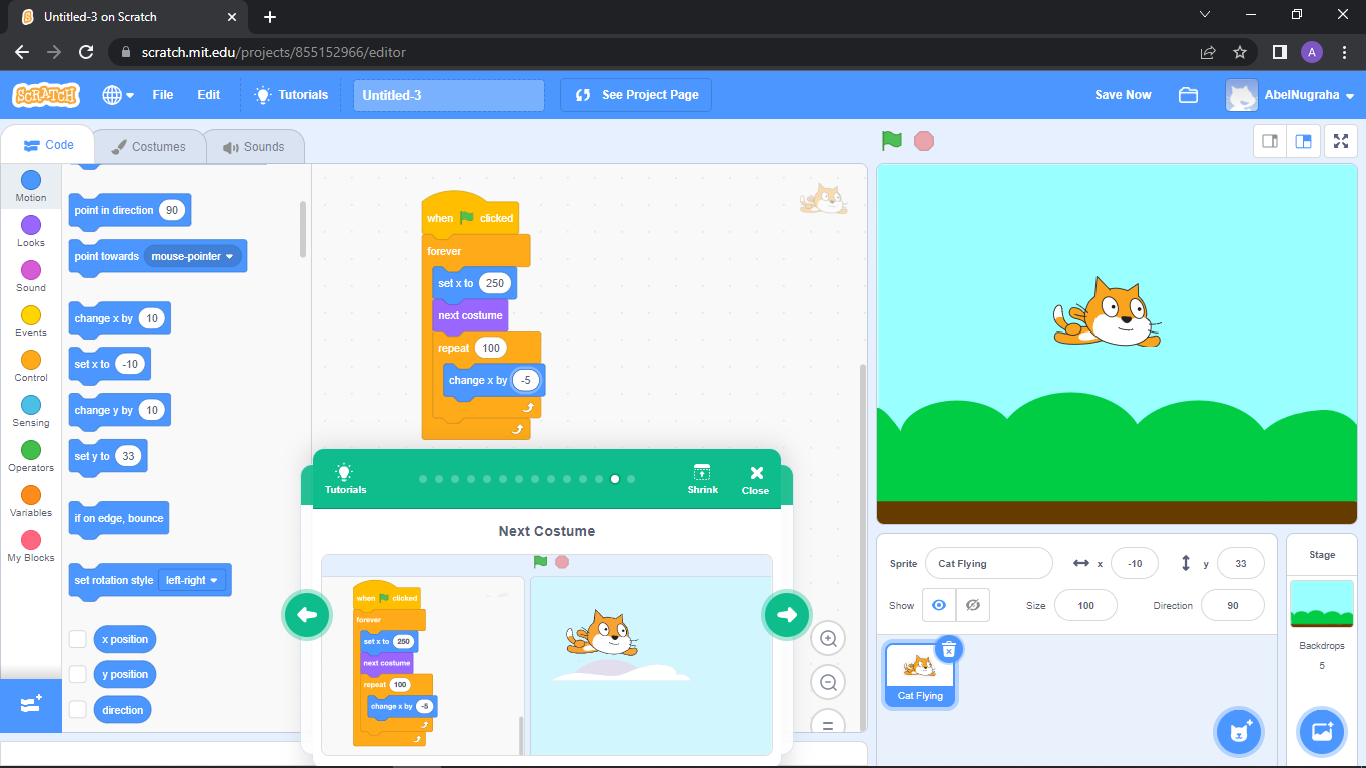 Untitled-3 on Scratch
scratch.mit.edu/projects/855152966/editor
A
SCRATCH
File
Edit
Tutorials
Untitled-3
See Project Page
Save Now
AbelNugraha
Code
Costumes
Sounds
Motion
Looks
Sound
Events
Control
Sensing
Operators
Variables
My Blocks
point in direction 90
point towards mouse-pointer
change x by 10
set x to -10
change y by 10
set y to 33
if on edge, bounce
set rotation style left-right
x position
y position
direction
when clicked
forever
set x to 250
next costume
repeat 100
change x by -5
Tutorials
Shrink
Close
Next Costume
when clicked
forever
set x to 250
next costume
repeat 100
change x by -5
Sprite
Cat Flying
x
-10
y
33
Show
Size
100
Direction
90
Cat Flying
Stage
Backdrops
5